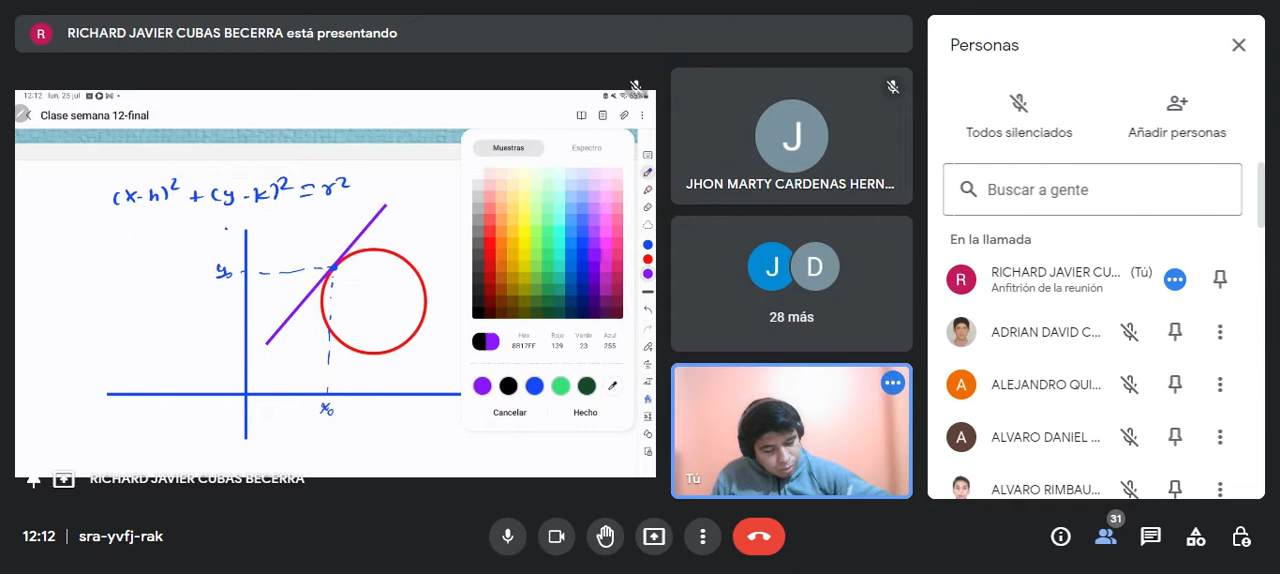 R RICHARD JAVIER CUBAS BECERRA está presentando
12:12 lun, 25 jul
Clase semana 12-final
(x-h)² + (y-k)² = r²
y₀
x₀
Muestras Espectro
Hex Rojo Verde Azul
8B17FF 139 23 255
Cancelar Hecho
RICHARD JAVIER CUBAS BECERRA
J
JHON MARTY CARDENAS HERN...
J D
28 más
Tú
Personas
Todos silenciados Añadir personas
Buscar a gente
En la llamada
R RICHARD JAVIER CU... (Tú)
Anfitrión de la reunión
ADRIAN DAVID C...
A ALEJANDRO QUI...
A ALVARO DANIEL ...
ALVARO RIMBAU...
12:12 | sra-yvfj-rak
31